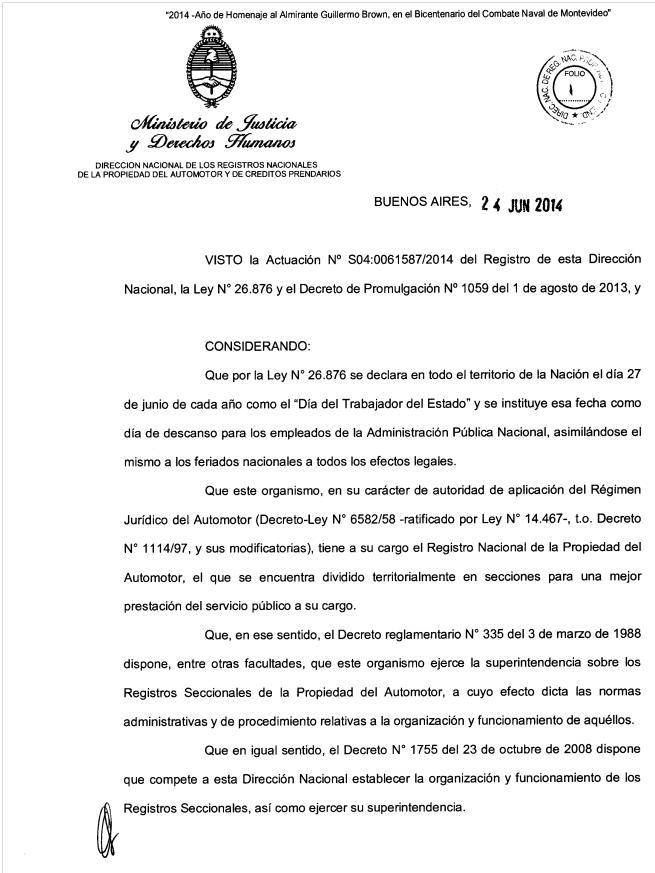 "2014 -Año de Homenaje al Almirante Guillermo Brown, en el Bicentenario del Combate Naval de Montevideo"
DIREC. NAC. DE REG. NAC.
FOLIO
1
Ministerio de Justicia
y Derechos Humanos
DIRECCION NACIONAL DE LOS REGISTROS NACIONALES
DE LA PROPIEDAD DEL AUTOMOTOR Y DE CREDITOS PRENDARIOS
BUENOS AIRES, 24 JUN 2014
VISTO la Actuación Nº S04:0061587/2014 del Registro de esta Dirección
Nacional, la Ley N° 26.876 y el Decreto de Promulgación Nº 1059 del 1 de agosto de 2013, y
CONSIDERANDO:
Que por la Ley N° 26.876 se declara en todo el territorio de la Nación el día 27
de junio de cada año como el "Día del Trabajador del Estado" y se instituye esa fecha como
día de descanso para los empleados de la Administración Pública Nacional, asimilándose el
mismo a los feriados nacionales a todos los efectos legales.
Que este organismo, en su carácter de autoridad de aplicación del Régimen
Jurídico del Automotor (Decreto-Ley N° 6582/58 -ratificado por Ley N° 14.467-, t.o. Decreto
N° 1114/97, y sus modificatorias), tiene a su cargo el Registro Nacional de la Propiedad del
Automotor, el que se encuentra dividido territorialmente en secciones para una mejor
prestación del servicio público a su cargo.
Que, en ese sentido, el Decreto reglamentario N° 335 del 3 de marzo de 1988
dispone, entre otras facultades, que este organismo ejerce la superintendencia sobre los
Registros Seccionales de la Propiedad del Automotor, a cuyo efecto dicta las normas
administrativas y de procedimiento relativas a la organización y funcionamiento de aquéllos.
Que en igual sentido, el Decreto N° 1755 del 23 de octubre de 2008 dispone
que compete a esta Dirección Nacional establecer la organización y funcionamiento de los
Registros Seccionales, así como ejercer su superintendencia.